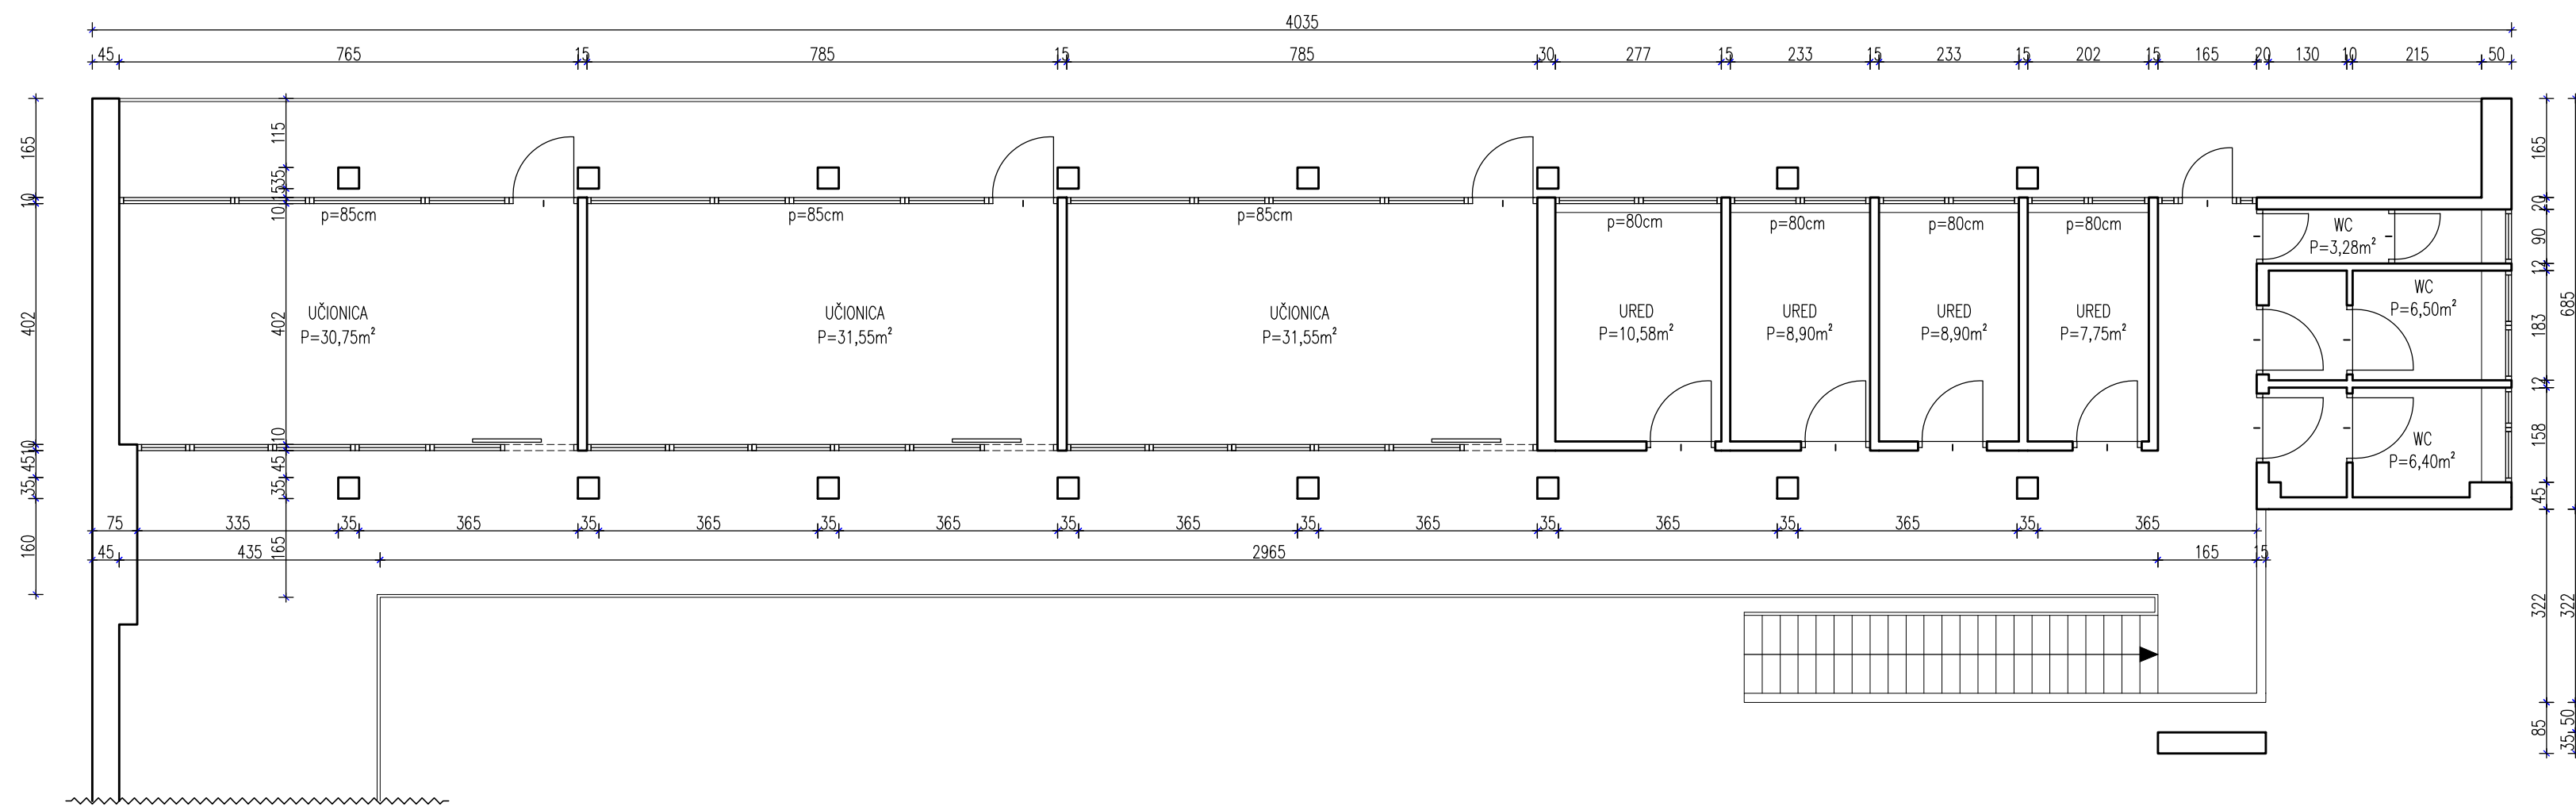 4035
45 765 15 785 15 785 30 277 15 233 15 233 15 202 15 165 20 130 10 215 50
165 10 402 10 45 35 160
115 35 15 10 402 10 45 35 165
p=85cm p=85cm p=85cm p=80cm p=80cm p=80cm p=80cm
UČIONICA
P=30,75m²
UČIONICA
P=31,55m²
UČIONICA
P=31,55m²
URED
P=10,58m²
URED
P=8,90m²
URED
P=8,90m²
URED
P=7,75m²
WC
P=3,28m²
WC
P=6,50m²
WC
P=6,40m²
165 20 90 12 183 12 158 45 322 85
685 322 50 35
75 335 35 365 35 365 35 365 35 365 35 365 35 365 35 365 35 365
45 435 2965 165 15